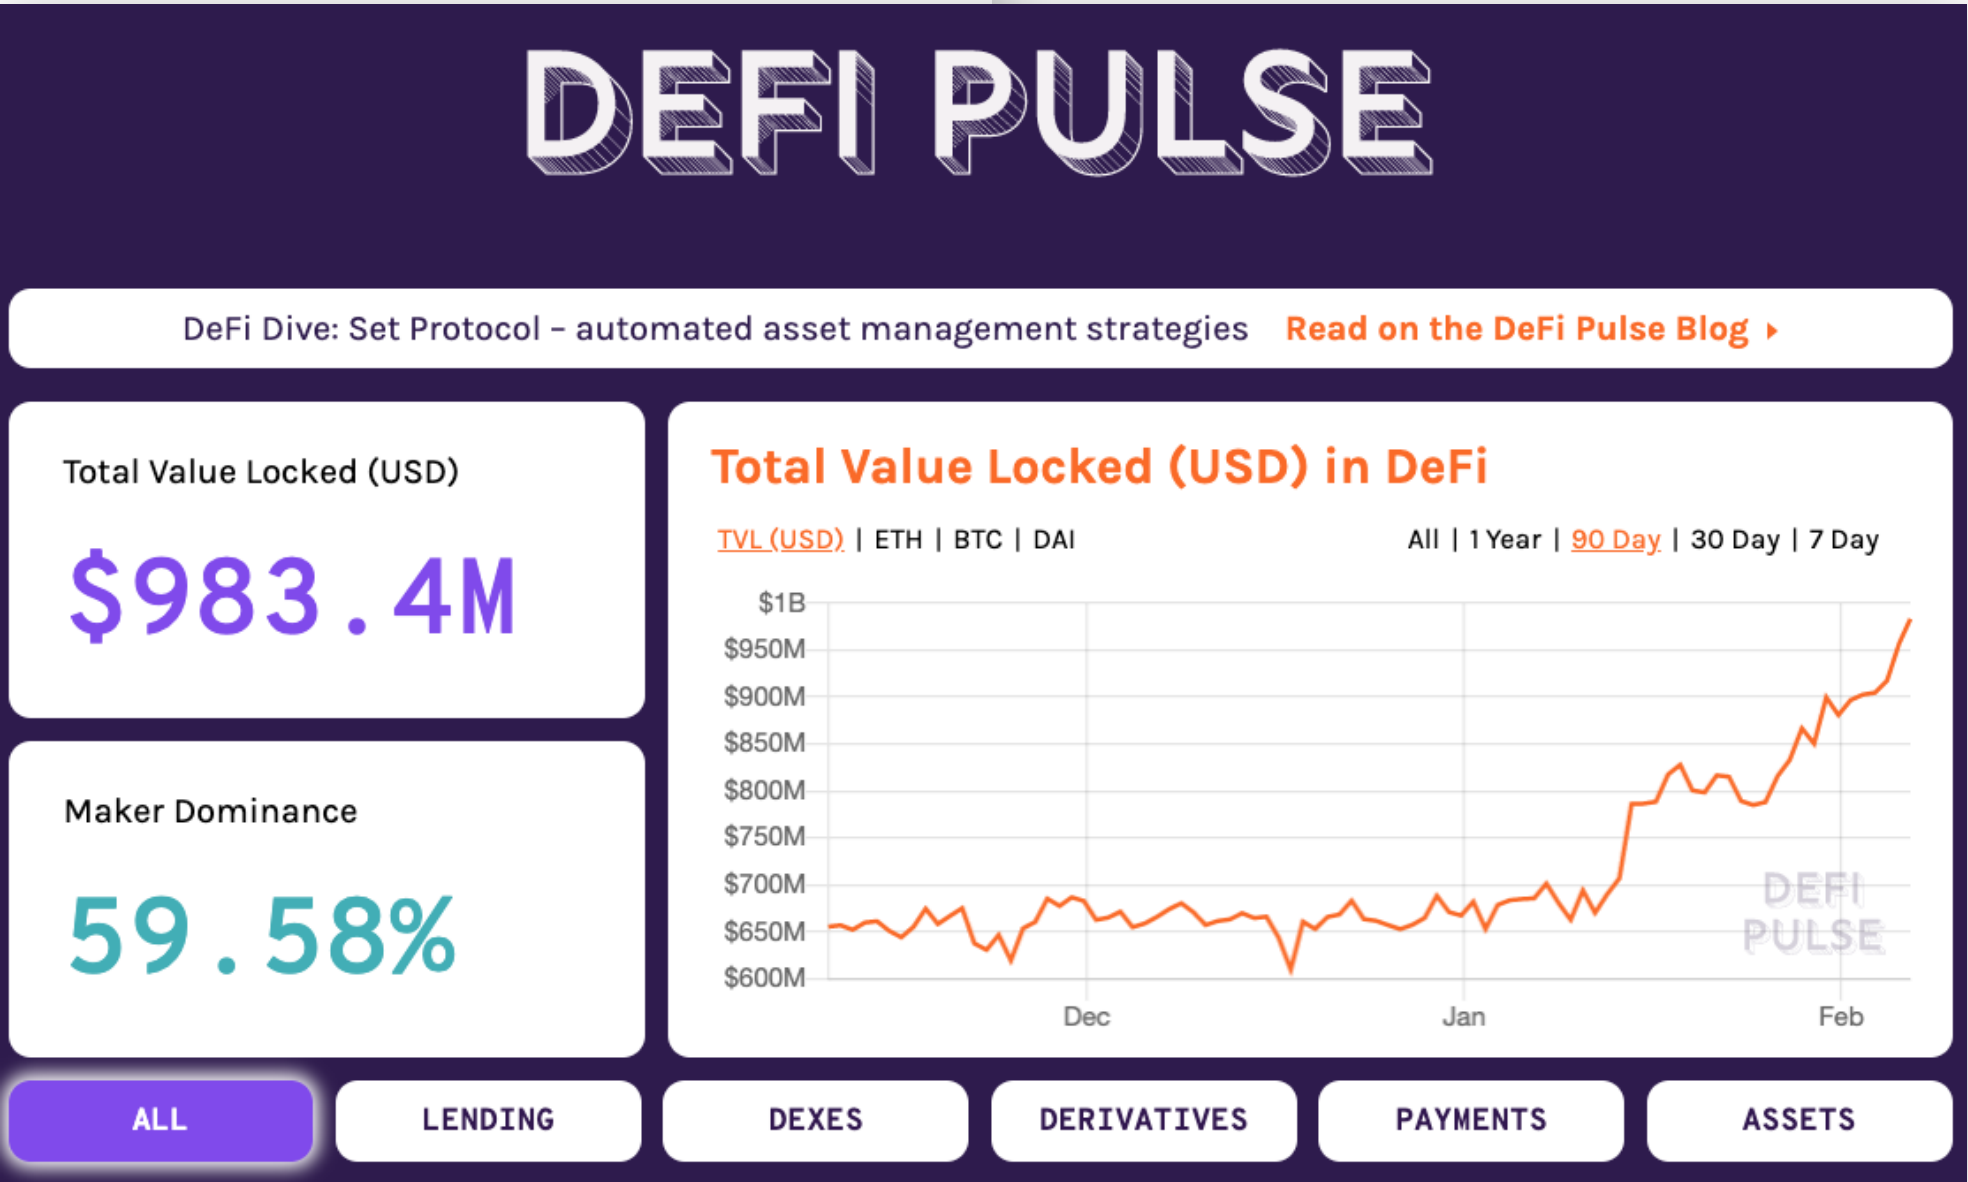 DEFI PULSE
DeFi Dive: Set Protocol – automated asset management strategies Read on the DeFi Pulse Blog ▸
Total Value Locked (USD)
$983.4M
Maker Dominance
59.58%
Total Value Locked (USD) in DeFi
TVL (USD) | ETH | BTC | DAI All | 1 Year | 90 Day | 30 Day | 7 Day
$1B
$950M
$900M
$850M
$800M
$750M
$700M
$650M
$600M
DEFI
PULSE
Dec Jan Feb
ALL LENDING DEXES DERIVATIVES PAYMENTS ASSETS